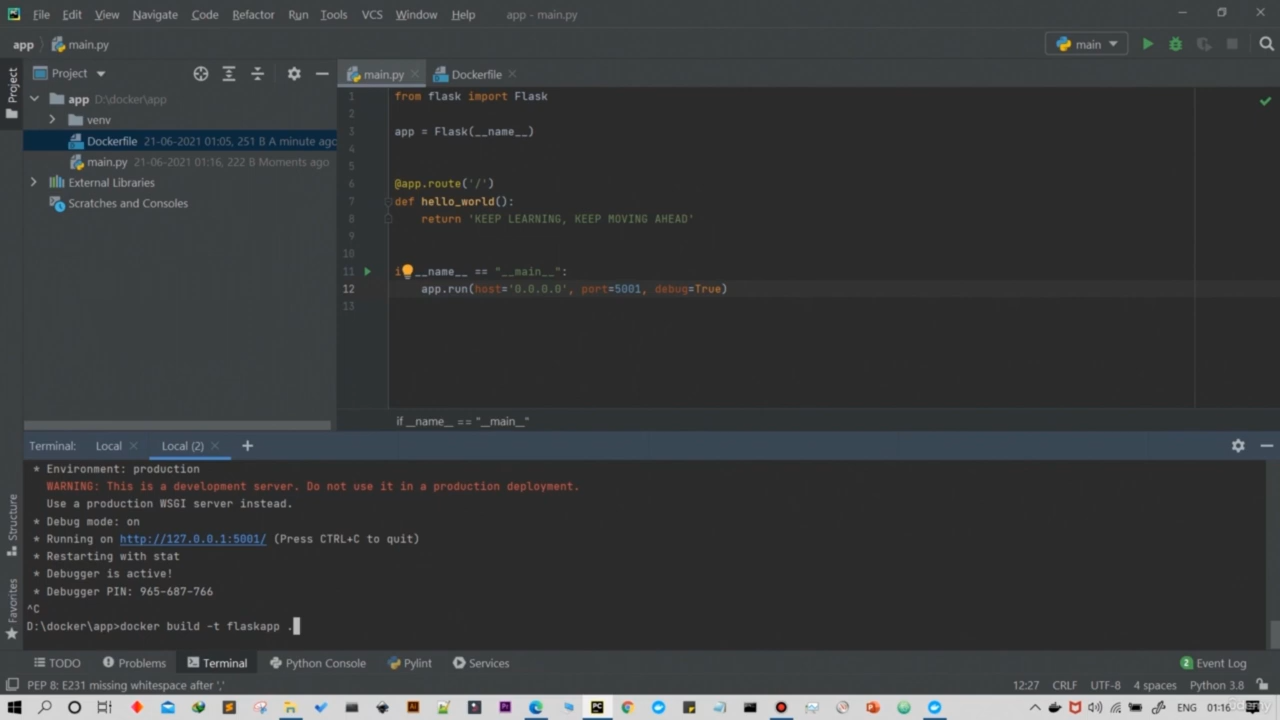 File Edit View Navigate Code Refactor Run Tools VCS Window Help app - main.py
app main.py main
Project main.py Dockerfile
app D:\docker\app
venv
Dockerfile 21-06-2021 01:05, 251 B A minute ago
main.py 21-06-2021 01:16, 222 B Moments ago
External Libraries
Scratches and Consoles
Project
Structure
Favorites
1 from flask import Flask
2
3 app = Flask(__name__)
4
5
6 @app.route('/')
7 def hello_world():
8 return 'KEEP LEARNING, KEEP MOVING AHEAD'
9
10
11 i __name__ == "__main__":
12 app.run(host='0.0.0.0', port=5001, debug=True)
13
if __name__ == "__main__"
Terminal: Local Local (2) +
* Environment: production
WARNING: This is a development server. Do not use it in a production deployment.
Use a production WSGI server instead.
* Debug mode: on
* Running on http://127.0.0.1:5001/ (Press CTRL+C to quit)
* Restarting with stat
* Debugger is active!
* Debugger PIN: 965-687-766
^C
D:\docker\app>docker build -t flaskapp .
TODO Problems Terminal Python Console Pylint Services 2 Event Log
PEP 8: E231 missing whitespace after ',' 12:27 CRLF UTF-8 4 spaces Python 3.8
ENG 01:16